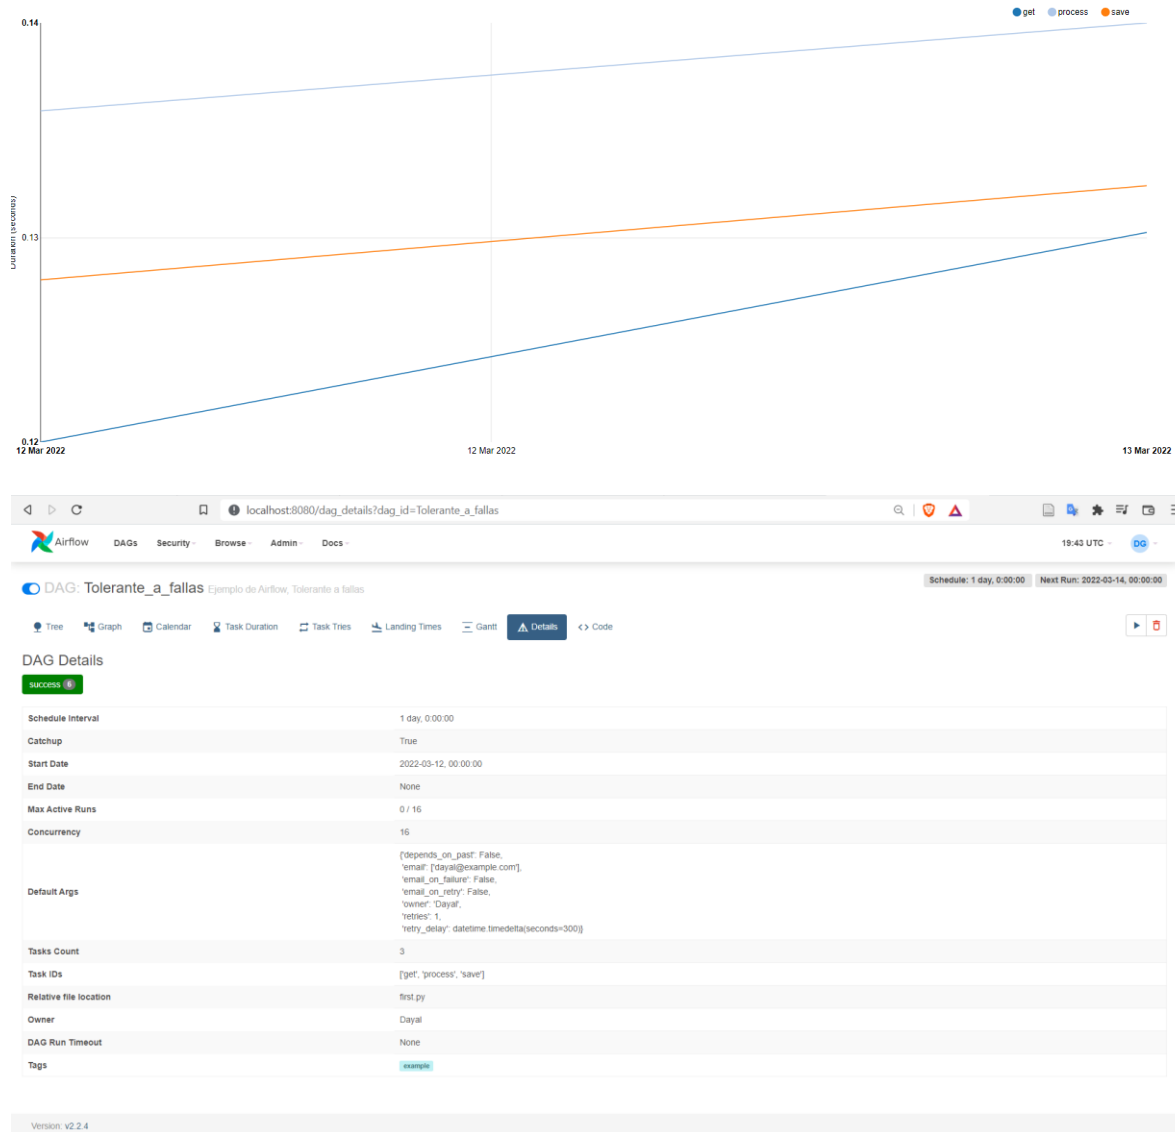 get process save
0.14
Duration (seconds)
0.13
0.12
12 Mar 2022 12 Mar 2022 13 Mar 2022
localhost:8080/dag_details?dag_id=Tolerante_a_fallas
Airflow DAGs Security Browse Admin Docs 19:43 UTC DG
DAG: Tolerante_a_fallas Ejemplo de Airflow, Tolerante a fallas Schedule: 1 day, 0:00:00 Next Run: 2022-03-14, 00:00:00
Tree Graph Calendar Task Duration Task Tries Landing Times Gantt Details Code
DAG Details
success 6
Schedule Interval 1 day, 0:00:00
Catchup True
Start Date 2022-03-12, 00:00:00
End Date None
Max Active Runs 0 / 16
Concurrency 16
Default Args {'depends_on_past': False,
'email': ['dayal@example.com'],
'email_on_failure': False,
'email_on_retry': False,
'owner': 'Dayal',
'retries': 1,
'retry_delay': datetime.timedelta(seconds=300)}
Tasks Count 3
Task IDs ['get', 'process', 'save']
Relative file location first.py
Owner Dayal
DAG Run Timeout None
Tags example
Version: v2.2.4